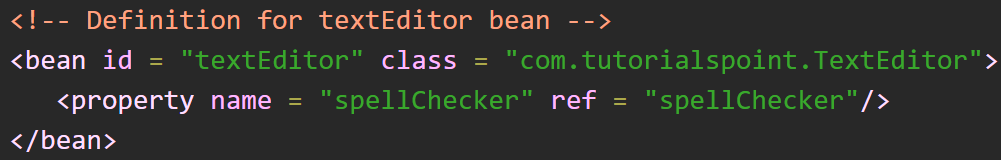 <!-- Definition for textEditor bean -->
<bean id = "textEditor" class = "com.tutorialspoint.TextEditor">
   <property name = "spellChecker" ref = "spellChecker"/>
</bean>